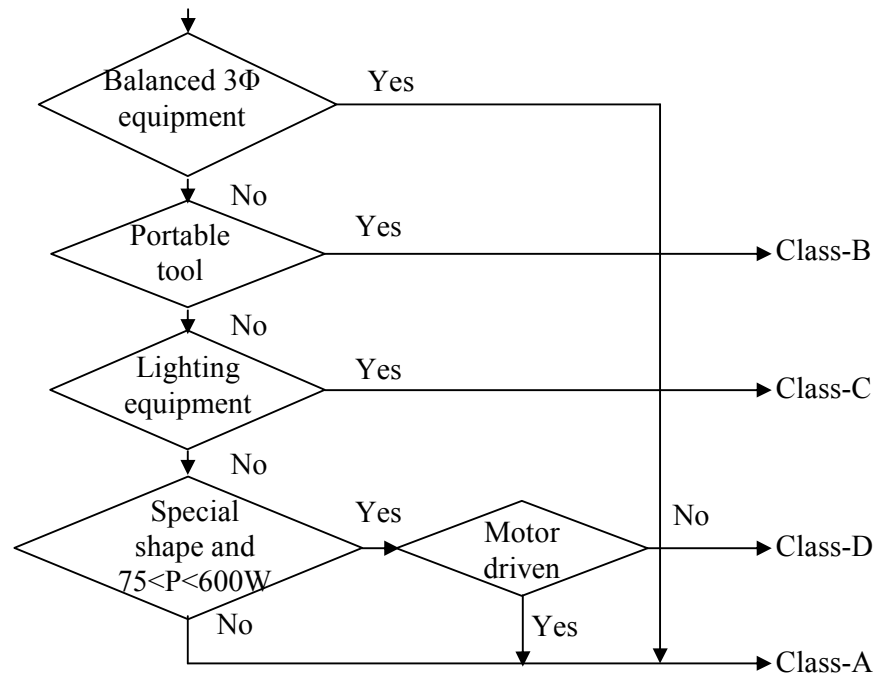 Balanced 3Φ
equipment
Yes
No
Portable
tool
Yes
Class-B
No
Lighting
equipment
Yes
Class-C
No
Special
shape and
75<P<600W
Yes
Motor
driven
No
Class-D
No
Yes
Class-A